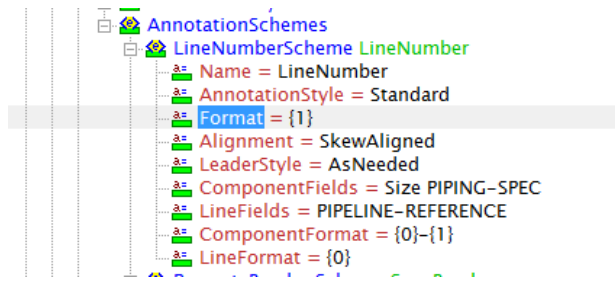 AnnotationSchemes
LineNumberScheme LineNumber
Name = LineNumber
AnnotationStyle = Standard
Format = {1}
Alignment = SkewAligned
LeaderStyle = AsNeeded
ComponentFields = Size PIPING-SPEC
LineFields = PIPELINE-REFERENCE
ComponentFormat = {0}-{1}
LineFormat = {0}